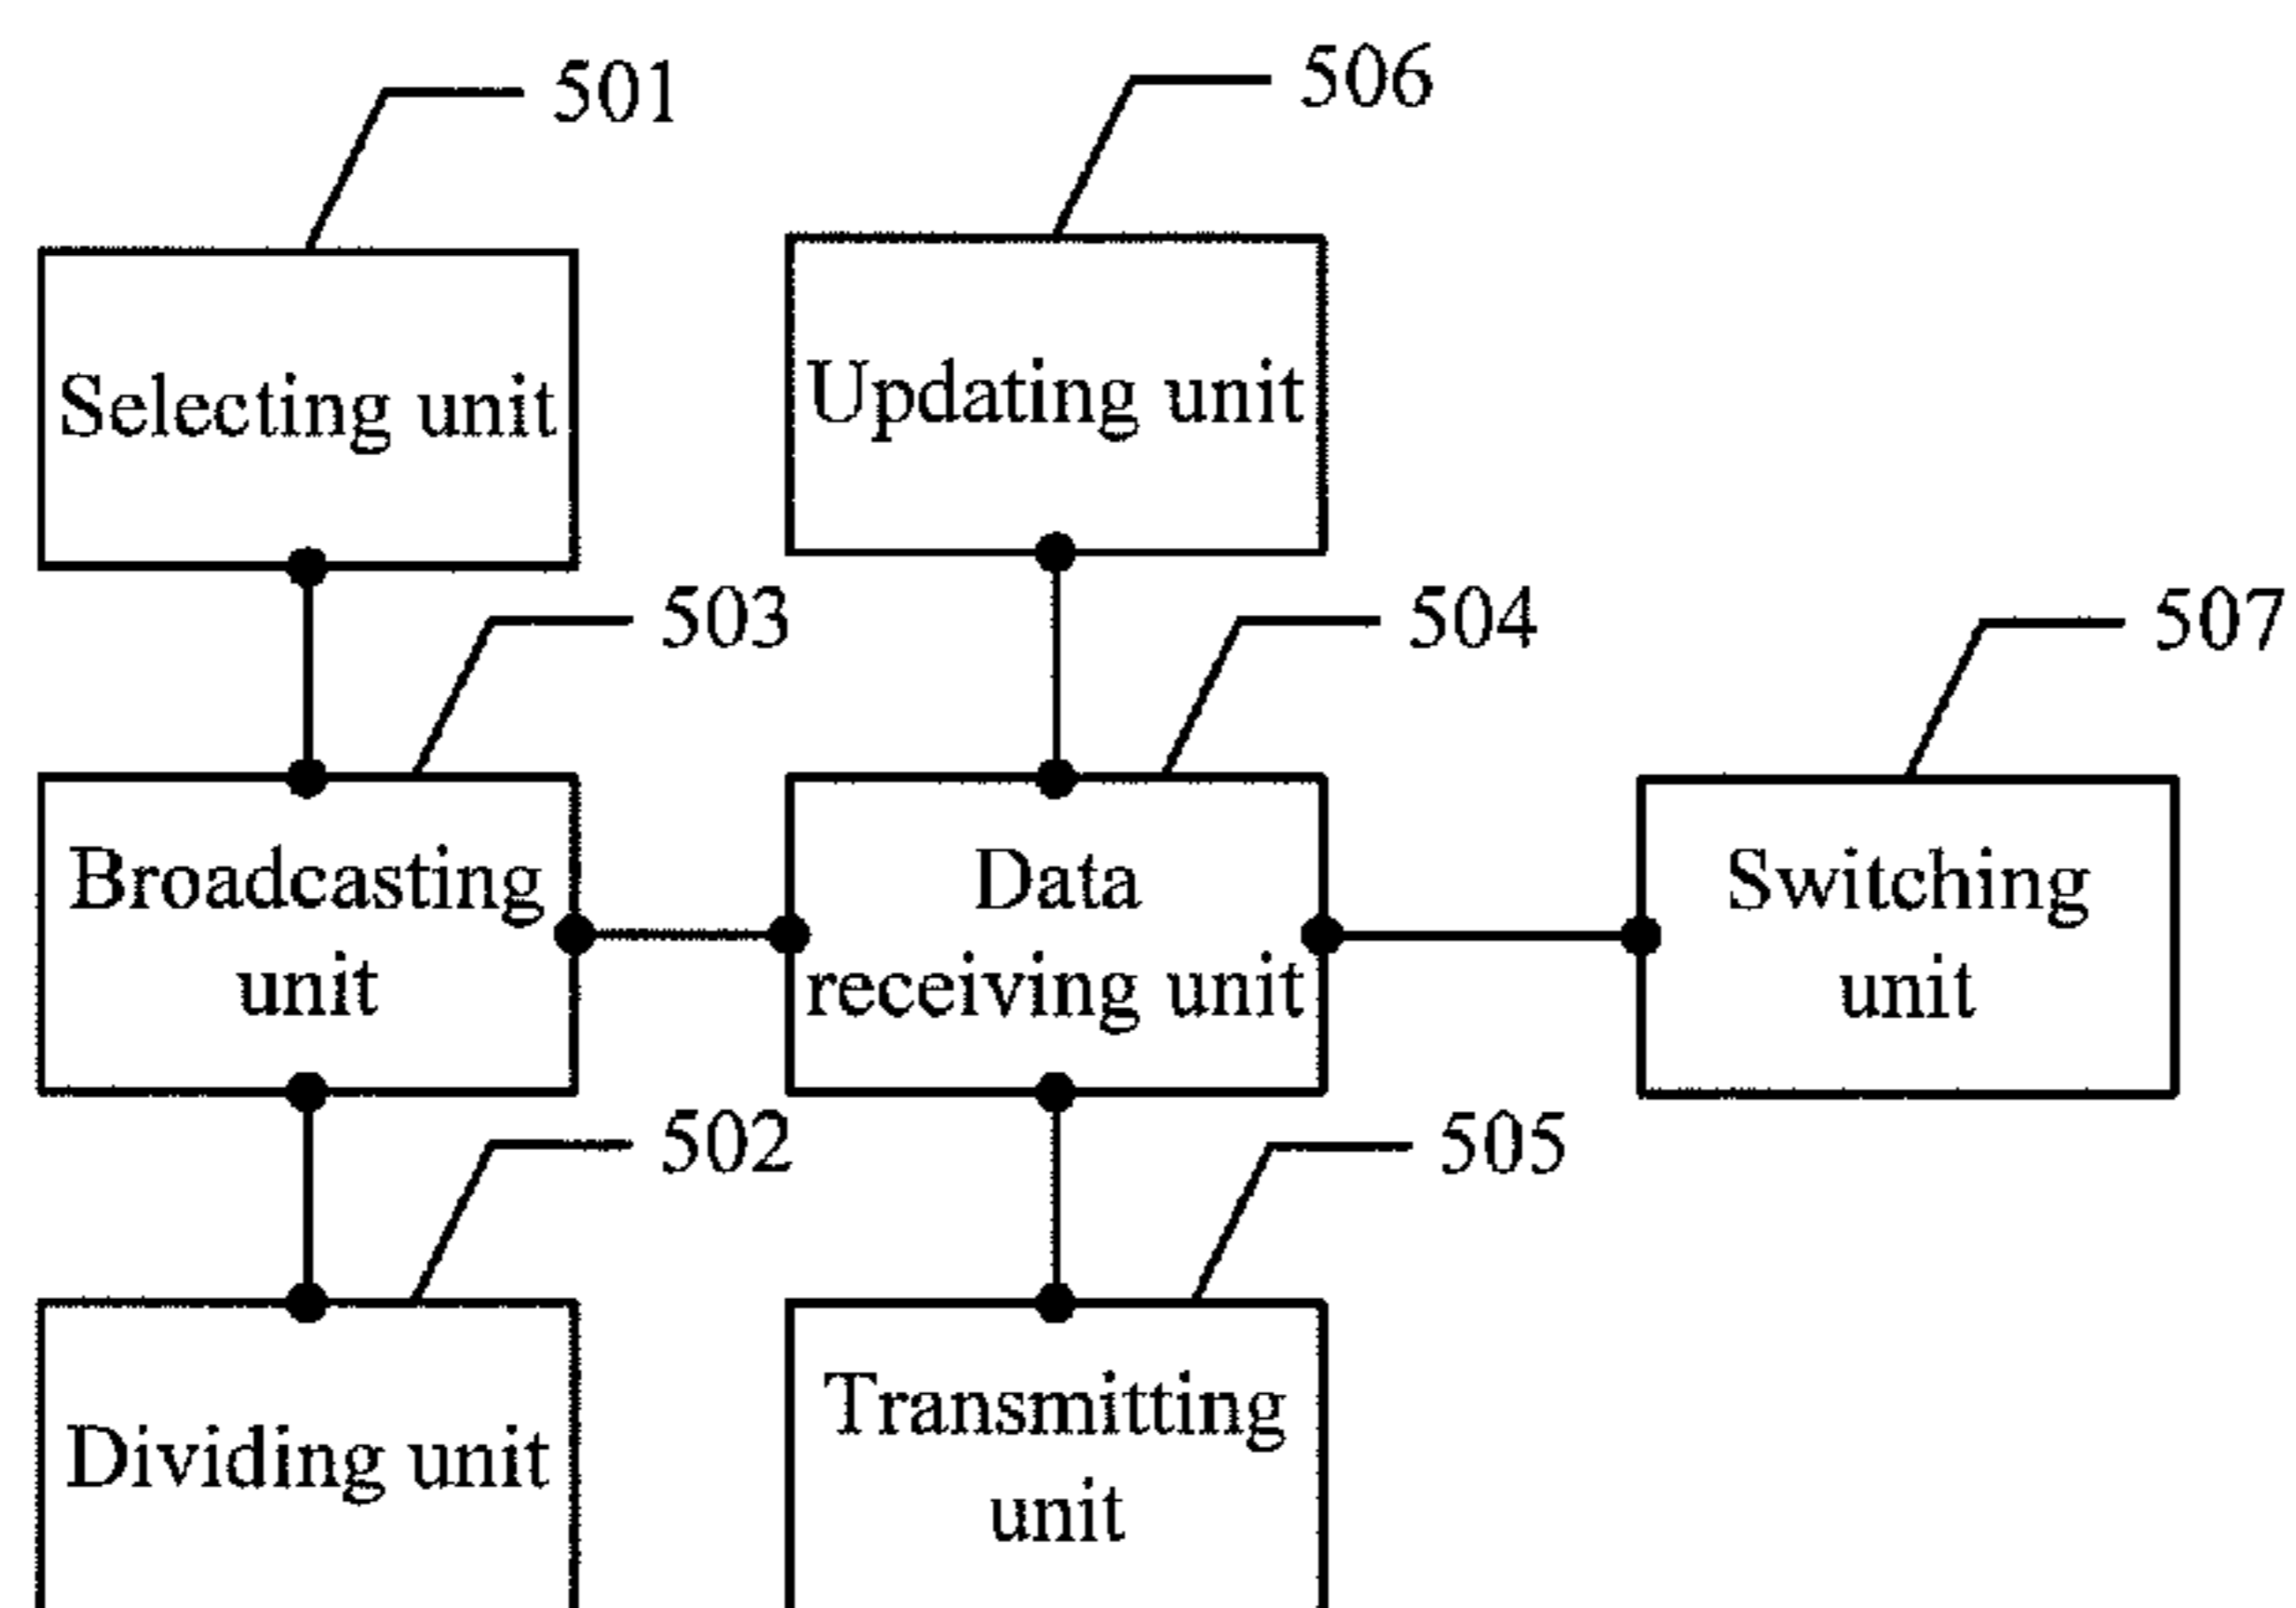 501
506
Selecting unit
Updating unit
503
504
507
Broadcasting
unit
Data
receiving unit
Switching
unit
502
505
Dividing unit
Transmitting
unit